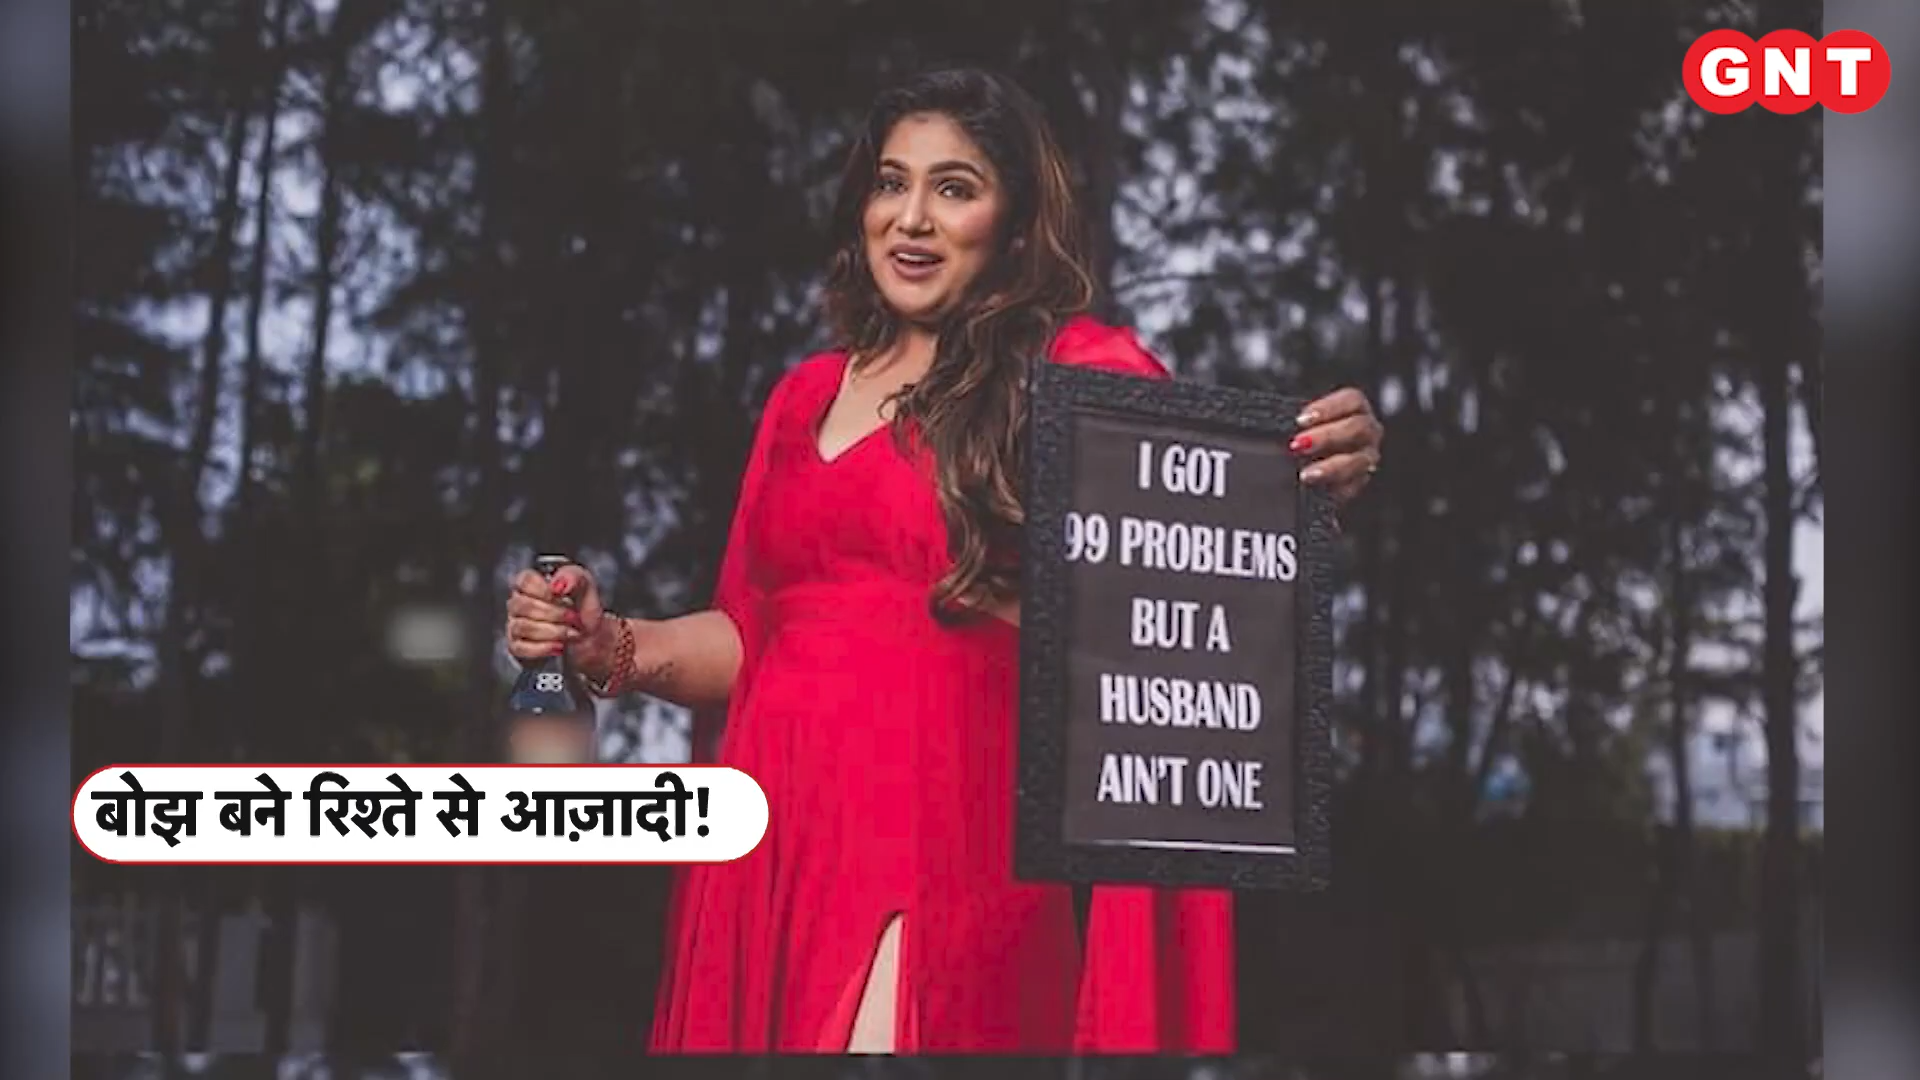 GNT
I GOT
99 PROBLEMS
BUT A
HUSBAND
AIN'T ONE
बोझ बने रिश्ते से आज़ादी!